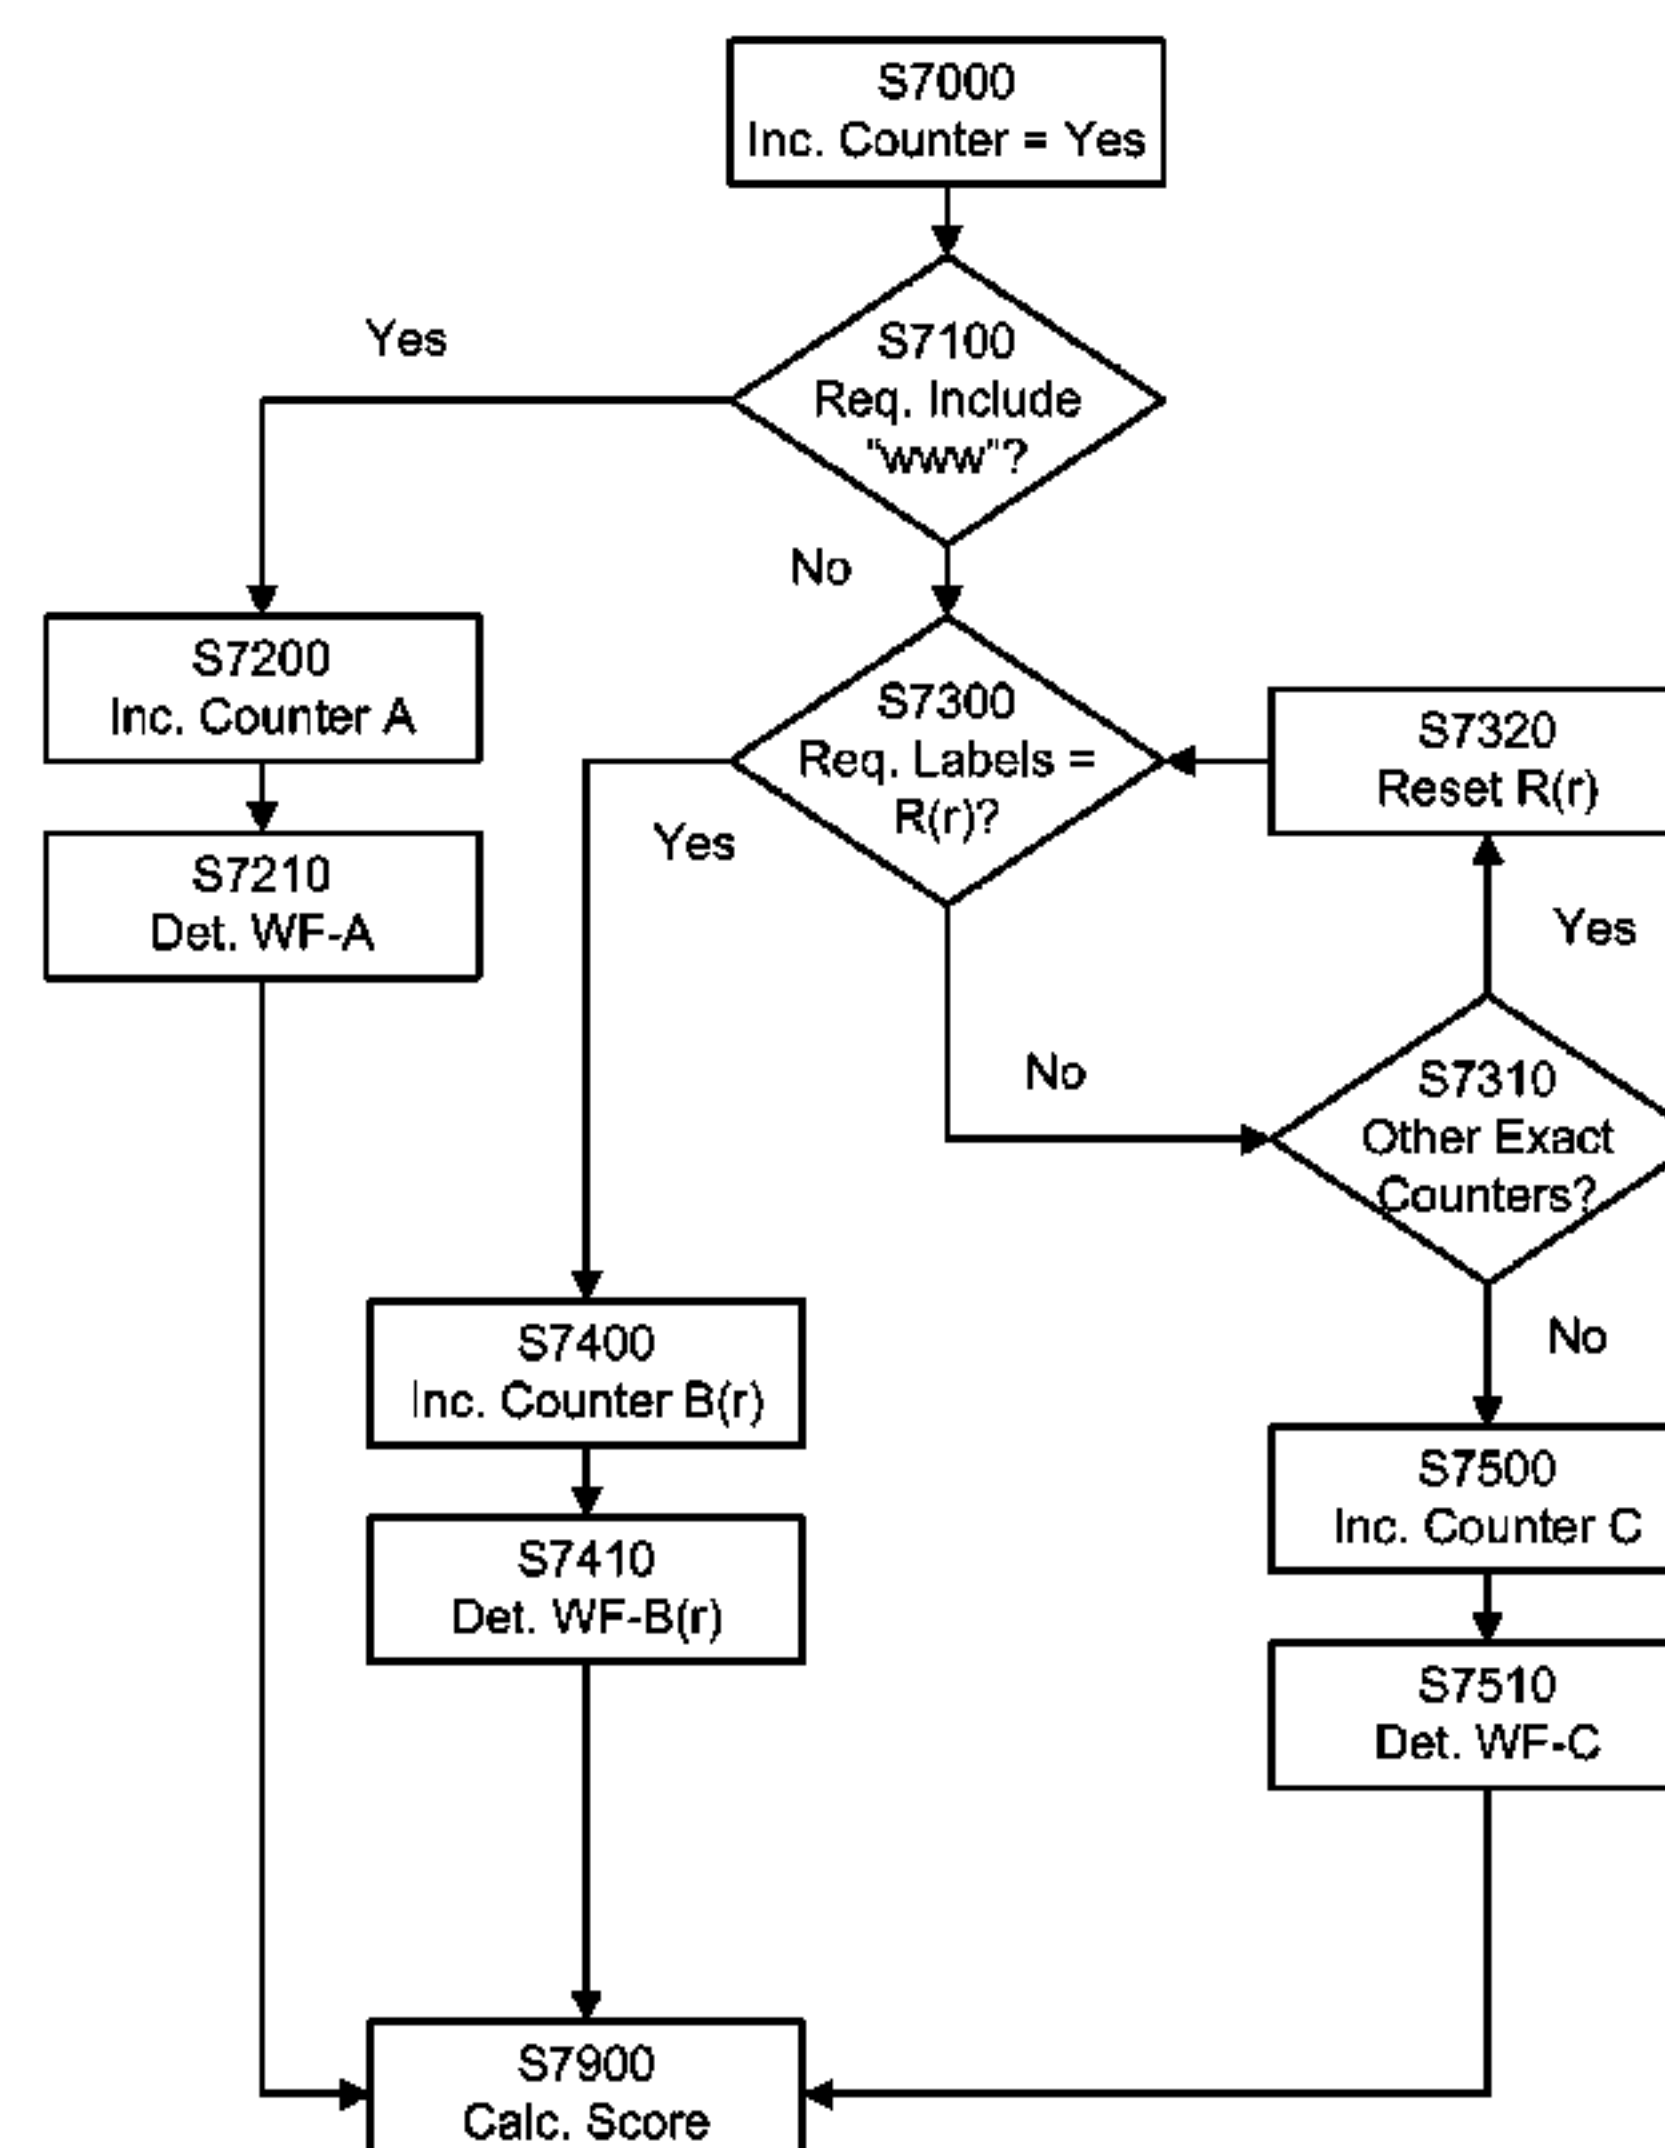 S7000
Inc. Counter = Yes
S7100
Req. Include
"www"?
Yes
No
S7200
Inc. Counter A
S7210
Det. WF-A
S7300
Req. Labels =
R(r)?
Yes
No
S7320
Reset R(r)
Yes
S7310
Other Exact
Counters?
No
S7400
Inc. Counter B(r)
S7410
Det. WF-B(r)
S7500
Inc. Counter C
S7510
Det. WF-C
S7900
Calc. Score